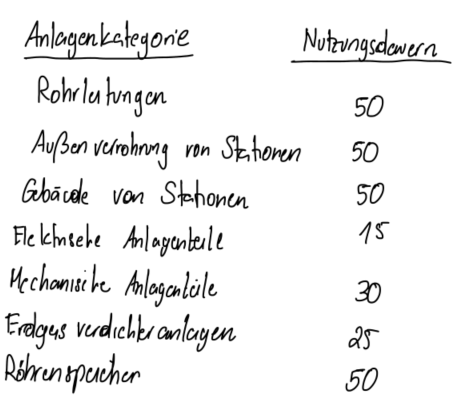 Anlagenkategorie Nutzungsdauern
Rohrleitungen 50
Außenverrohrung von Stationen 50
Gebäude von Stationen 50
Elektrische Anlagenteile 15
Mechanische Anlagenteile 30
Erdgasverdichteranlagen 25
Röhrenspeicher 50